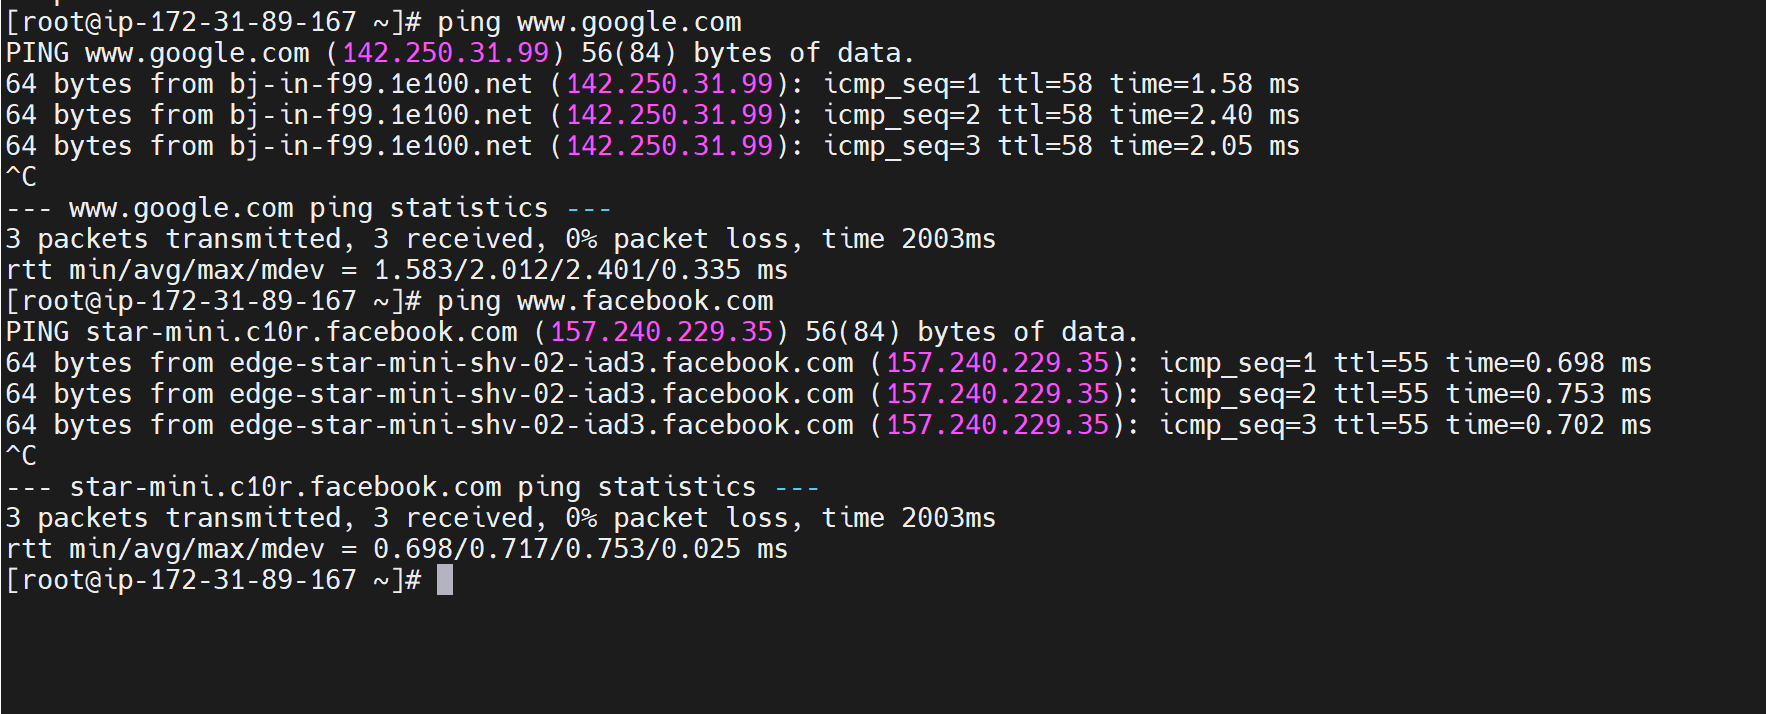 [root@ip-172-31-89-167 ~]# ping www.google.com
PING www.google.com (142.250.31.99) 56(84) bytes of data.
64 bytes from bj-in-f99.1e100.net (142.250.31.99): icmp_seq=1 ttl=58 time=1.58 ms
64 bytes from bj-in-f99.1e100.net (142.250.31.99): icmp_seq=2 ttl=58 time=2.40 ms
64 bytes from bj-in-f99.1e100.net (142.250.31.99): icmp_seq=3 ttl=58 time=2.05 ms
^C
--- www.google.com ping statistics ---
3 packets transmitted, 3 received, 0% packet loss, time 2003ms
rtt min/avg/max/mdev = 1.583/2.012/2.401/0.335 ms
[root@ip-172-31-89-167 ~]# ping www.facebook.com
PING star-mini.c10r.facebook.com (157.240.229.35) 56(84) bytes of data.
64 bytes from edge-star-mini-shv-02-iad3.facebook.com (157.240.229.35): icmp_seq=1 ttl=55 time=0.698 ms
64 bytes from edge-star-mini-shv-02-iad3.facebook.com (157.240.229.35): icmp_seq=2 ttl=55 time=0.753 ms
64 bytes from edge-star-mini-shv-02-iad3.facebook.com (157.240.229.35): icmp_seq=3 ttl=55 time=0.702 ms
^C
--- star-mini.c10r.facebook.com ping statistics ---
3 packets transmitted, 3 received, 0% packet loss, time 2003ms
rtt min/avg/max/mdev = 0.698/0.717/0.753/0.025 ms
[root@ip-172-31-89-167 ~]#